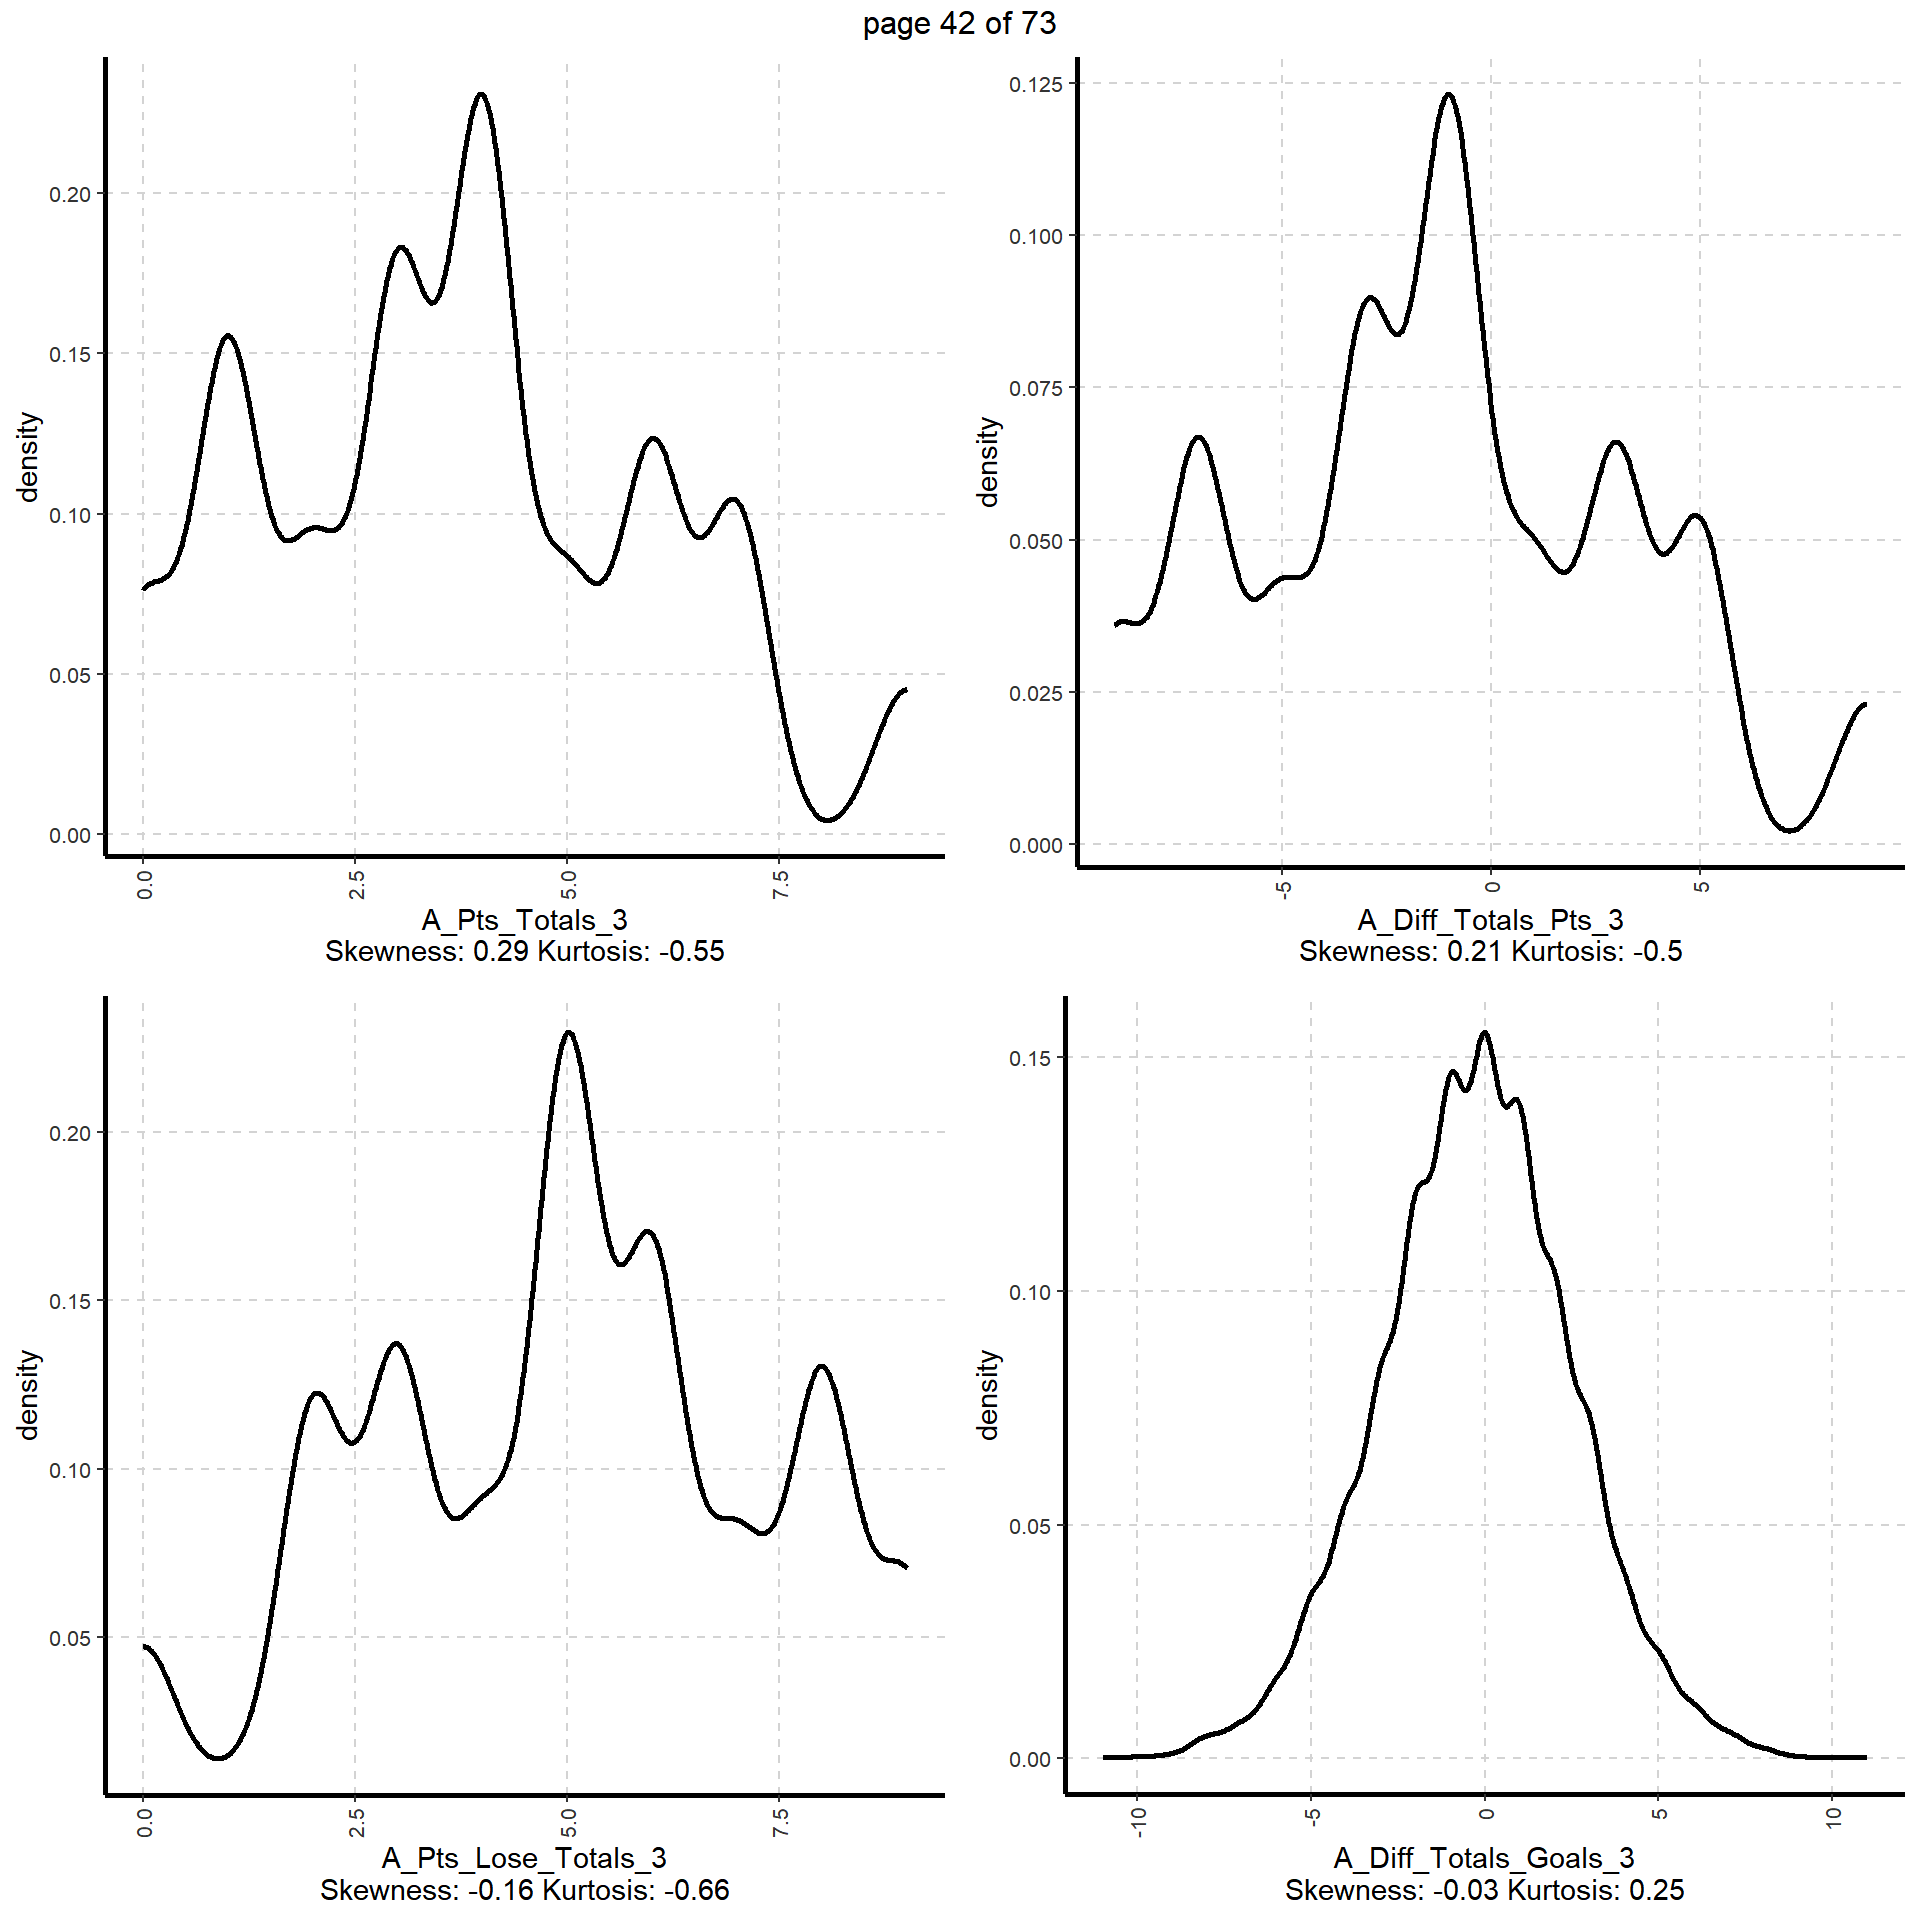 page 42 of 73
0.20
0.15
0.10
0.05
0.00
density
0.0 2.5 5.0 7.5
A_Pts_Totals_3
Skewness: 0.29 Kurtosis: -0.55
0.125
0.100
0.075
0.050
0.025
0.000
density
-5 0 5
A_Diff_Totals_Pts_3
Skewness: 0.21 Kurtosis: -0.5
0.20
0.15
0.10
0.05
density
0.0 2.5 5.0 7.5
A_Pts_Lose_Totals_3
Skewness: -0.16 Kurtosis: -0.66
0.15
0.10
0.05
0.00
density
-10 -5 0 5 10
A_Diff_Totals_Goals_3
Skewness: -0.03 Kurtosis: 0.25